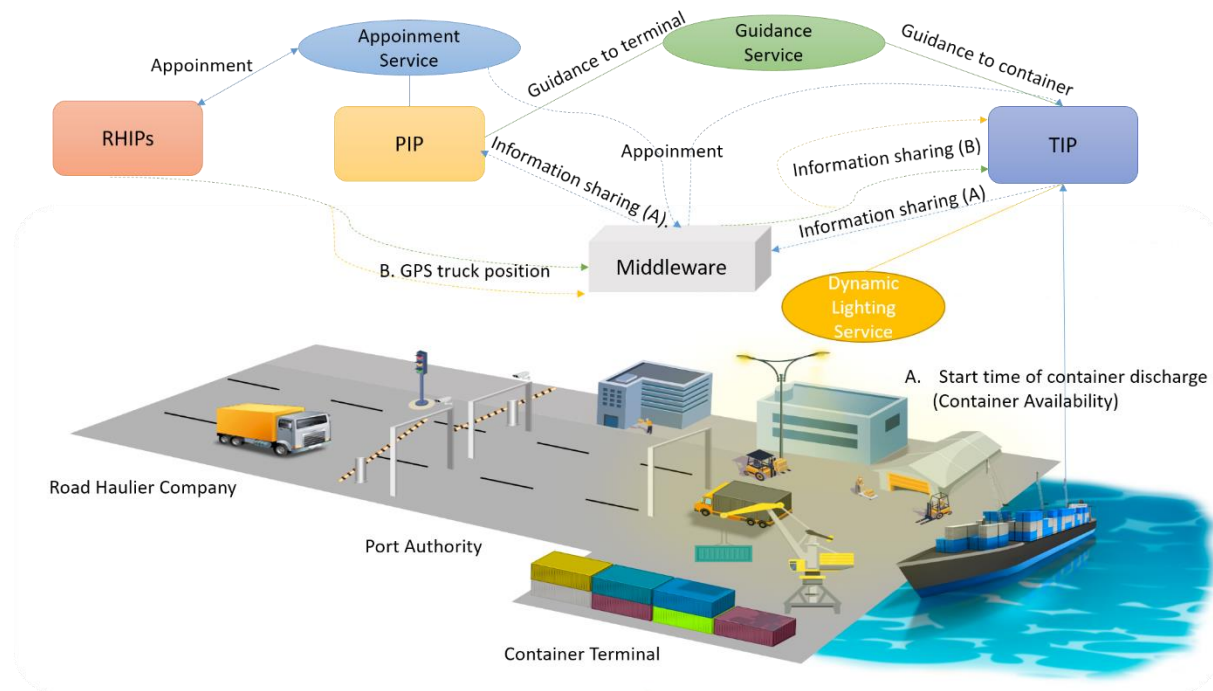 Appoinment
Service
Guidance
Service
Appoinment
Guidance to terminal
Guidance to container
RHIPs
PIP
TIP
Information sharing (A).
Appoinment
Information sharing (B)
Information sharing (A)
Middleware
B. GPS truck position
Dynamic
Lighting
Service
A. Start time of container discharge
(Container Availability)
Road Haulier Company
Port Authority
Container Terminal